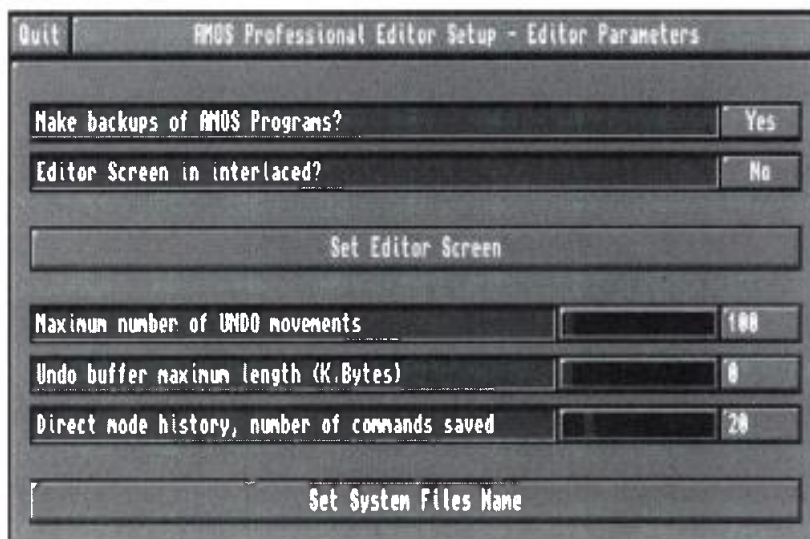 Quit AMOS Professional Editor Setup - Editor Parameters
Make backups of AMOS Programs? Yes
Editor Screen in interlaced? No
Set Editor Screen
Maximum number of UNDO movements 100
Undo buffer maximum length (K.Bytes) 0
Direct mode history, number of commands saved 20
Set System Files Name